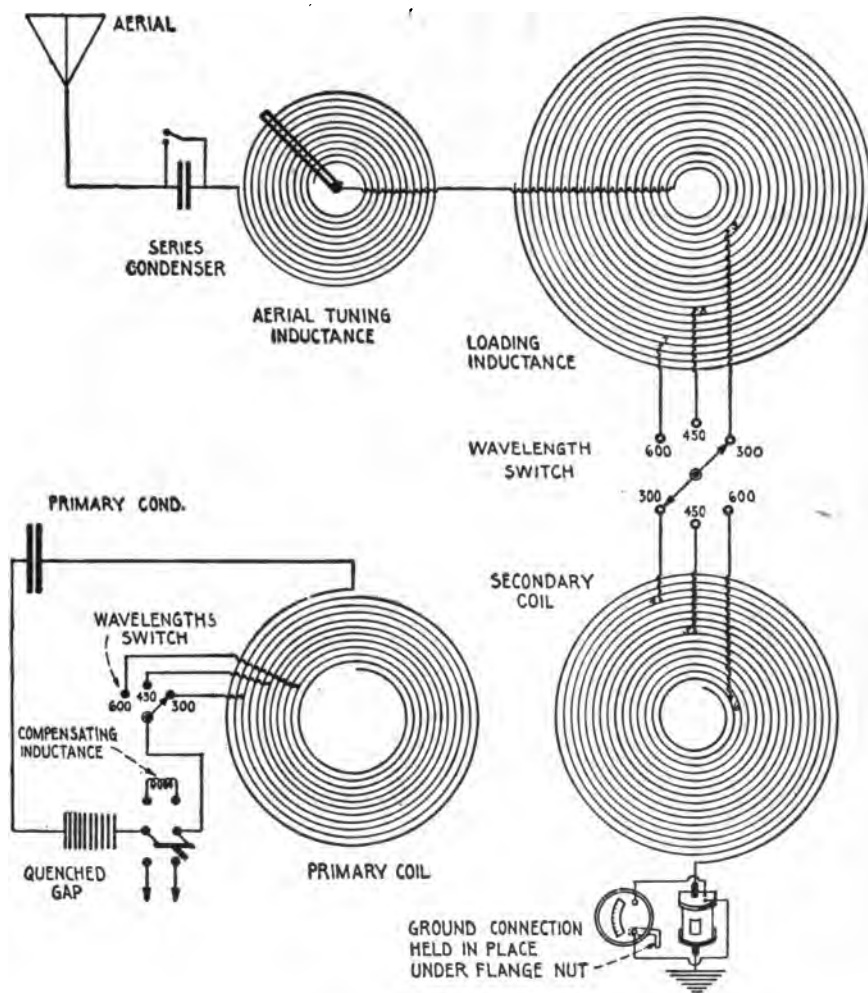 AERIAL
SERIES
CONDENSER
AERIAL TUNING
INDUCTANCE
LOADING
INDUCTANCE
WAVELENGTH
SWITCH
600
450
300
300
450
600
PRIMARY COND.
SECONDARY
COIL
WAVELENGTHS
SWITCH
600
450
300
COMPENSATING
INDUCTANCE
QUENCHED
GAP
PRIMARY COIL
GROUND CONNECTION
HELD IN PLACE
UNDER FLANGE NUT